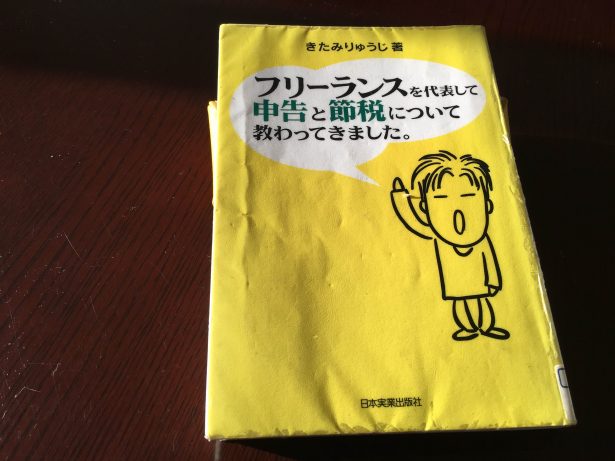 きたみりゅうじ 著
フリーランスを代表して
申告と節税について
教わってきました。
日本実業出版社